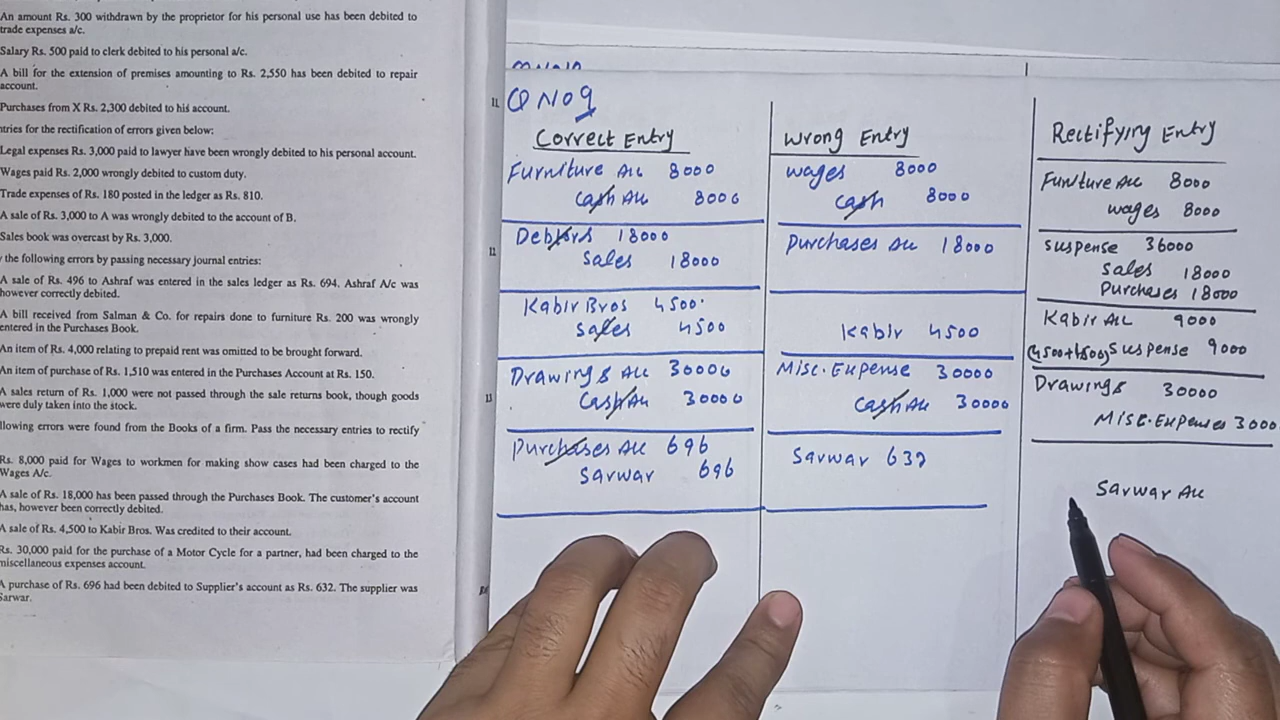 An amount Rs. 300 withdrawn by the proprietor for his personal use has been debited to
trade expenses a/c.
Salary Rs. 500 paid to clerk debited to his personal a/c.
A bill for the extension of premises amounting to Rs. 2,550 has been debited to repair
account.
Purchases from X Rs. 2,300 debited to his account.
ntries for the rectification of errors given below:
Legal expenses Rs. 3,000 paid to lawyer have been wrongly debited to his personal account.
Wages paid Rs. 2,000 wrongly debited to custom duty.
Trade expenses of Rs. 180 posted in the ledger as Rs. 810.
A sale of Rs. 3,000 to A was wrongly debited to the account of B.
Sales book was overcast by Rs. 3,000.
y the following errors by passing necessary journal entries:
A sale of Rs. 496 to Ashraf was entered in the sales ledger as Rs. 694. Ashraf A/c was
however correctly debited.
A bill received from Salman & Co. for repairs done to furniture Rs. 200 was wrongly
entered in the Purchases Book.
An item of Rs. 4,000 relating to prepaid rent was omitted to be brought forward.
An item of purchase of Rs. 1,510 was entered in the Purchases Account at Rs. 150.
A sales return of Rs. 1,000 were not passed through the sale returns book, though goods
were duly taken into the stock.
llowing errors were found from the Books of a firm. Pass the necessary entries to rectify
Rs. 8,000 paid for Wages to workmen for making show cases had been charged to the
Wages A/c.
A sale of Rs. 18,000 has been passed through the Purchases Book. The customer's account
has, however been correctly debited.
A sale of Rs. 4,500 to Kabir Bros. Was credited to their account.
Rs. 30,000 paid for the purchase of a Motor Cycle for a partner, had been charged to the
miscellaneous expenses account.
A purchase of Rs. 696 had been debited to Supplier's account as Rs. 632. The supplier was
Sarwar.
11
12
13
Q No 9
Correct Entry
Furniture A/c 8000
Cash A/c 8000
Debtors 18000
Sales 18000
Kabir Bros 4500
Sales 4500
Drawings A/c 30000
Cash A/c 30000
Purchases A/c 696
Sarwar 696
Wrong Entry
wages 8000
cash 8000
Purchases A/c 18000
Kabir 4500
Misc. Expense 30000
Cash A/c 30000
Sarwar 632
Rectifying Entry
Furniture A/c 8000
wages 8000
suspense 36000
Sales 18000
Purchases 18000
Kabir A/c 9000
(4500+4500) Suspense 9000
Drawings 30000
Misc. Expenses 3000
Sarwar A/c